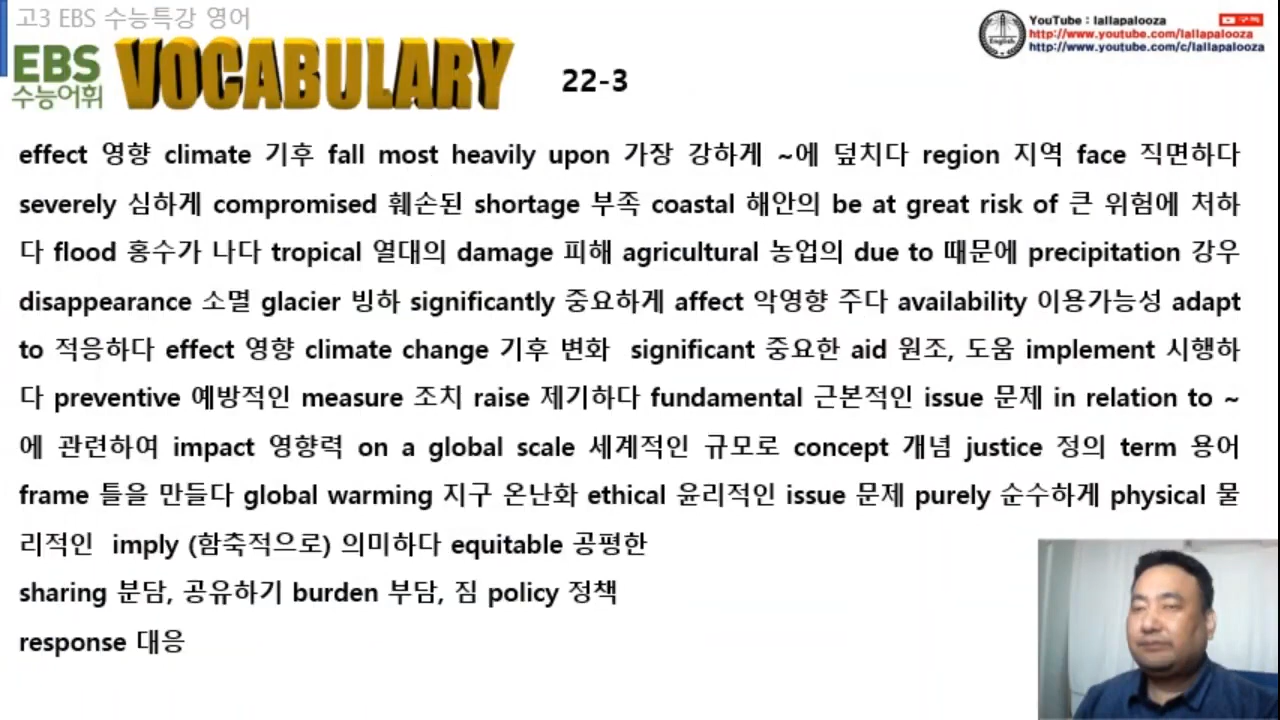 고3 EBS 수능특강 영어
EBS
수능어휘
VOCABULARY
22-3
English
YouTube : lallapalooza
구독
http://www.youtube.com/lallapalooza
http://www.youtube.com/c/lallapalooza
effect 영향 climate 기후 fall most heavily upon 가장 강하게 ~에 덮치다 region 지역 face 직면하다
severely 심하게 compromised 훼손된 shortage 부족 coastal 해안의 be at great risk of 큰 위험에 처하
다 flood 홍수가 나다 tropical 열대의 damage 피해 agricultural 농업의 due to 때문에 precipitation 강우
disappearance 소멸 glacier 빙하 significantly 중요하게 affect 악영향 주다 availability 이용가능성 adapt
to 적응하다 effect 영향 climate change 기후 변화 significant 중요한 aid 원조, 도움 implement 시행하
다 preventive 예방적인 measure 조치 raise 제기하다 fundamental 근본적인 issue 문제 in relation to ~
에 관련하여 impact 영향력 on a global scale 세계적인 규모로 concept 개념 justice 정의 term 용어
frame 틀을 만들다 global warming 지구 온난화 ethical 윤리적인 issue 문제 purely 순수하게 physical 물
리적인 imply (함축적으로) 의미하다 equitable 공평한
sharing 분담, 공유하기 burden 부담, 짐 policy 정책
response 대응